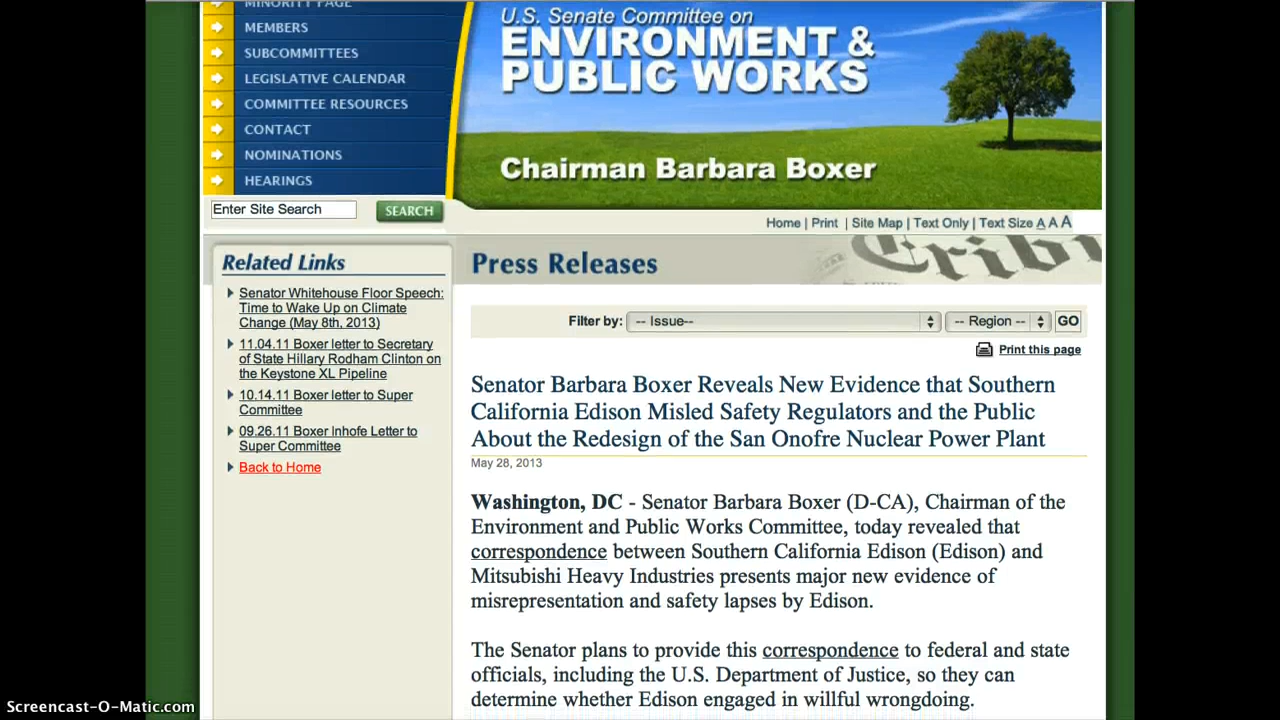 MINORITY PAGE
MEMBERS
SUBCOMMITTEES
LEGISLATIVE CALENDAR
COMMITTEE RESOURCES
CONTACT
NOMINATIONS
HEARINGS
Enter Site Search
SEARCH
U.S. Senate Committee on
ENVIRONMENT &
PUBLIC WORKS
Chairman Barbara Boxer
Home | Print | Site Map | Text Only | Text Size A A A
Related Links
Senator Whitehouse Floor Speech:
Time to Wake Up on Climate
Change (May 8th, 2013)
11.04.11 Boxer letter to Secretary
of State Hillary Rodham Clinton on
the Keystone XL Pipeline
10.14.11 Boxer letter to Super
Committee
09.26.11 Boxer Inhofe Letter to
Super Committee
Back to Home
Press Releases
Filter by: -- Issue-- -- Region -- GO
Print this page
Senator Barbara Boxer Reveals New Evidence that Southern
California Edison Misled Safety Regulators and the Public
About the Redesign of the San Onofre Nuclear Power Plant
May 28, 2013
Washington, DC - Senator Barbara Boxer (D-CA), Chairman of the
Environment and Public Works Committee, today revealed that
correspondence between Southern California Edison (Edison) and
Mitsubishi Heavy Industries presents major new evidence of
misrepresentation and safety lapses by Edison.
The Senator plans to provide this correspondence to federal and state
officials, including the U.S. Department of Justice, so they can
determine whether Edison engaged in willful wrongdoing.
Screencast-O-Matic.com